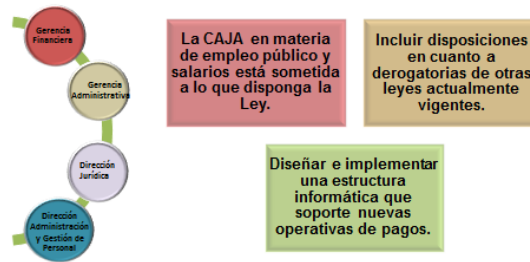 Gerencia
Financiera
Gerencia
Administrativa
Dirección
Jurídica
Dirección
Administración
y Gestión de
Personal
La CAJA en materia
de empleo público y
salarios está sometida
a lo que disponga la
Ley.
Incluir disposiciones
en cuanto a
derogatorias de otras
leyes actualmente
vigentes.
Diseñar e implementar
una estructura
informática que
soporte nuevas
operativas de pagos.